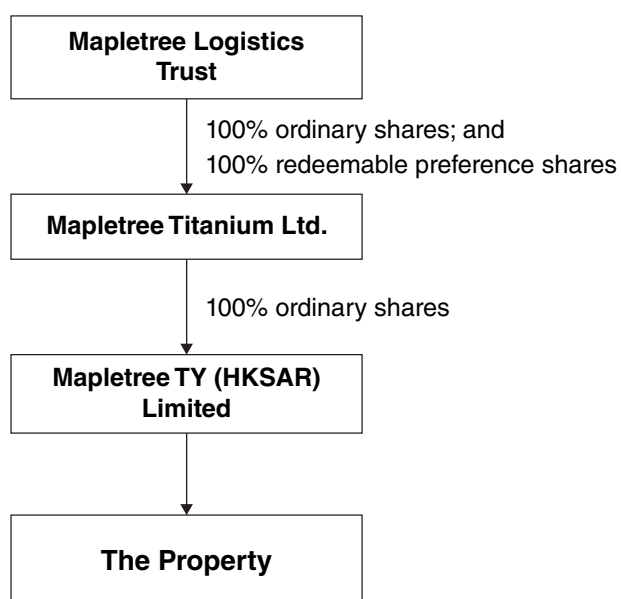 Mapletree Logistics
Trust
100% ordinary shares; and
100% redeemable preference shares
Mapletree Titanium Ltd.
100% ordinary shares
Mapletree TY (HKSAR)
Limited
The Property